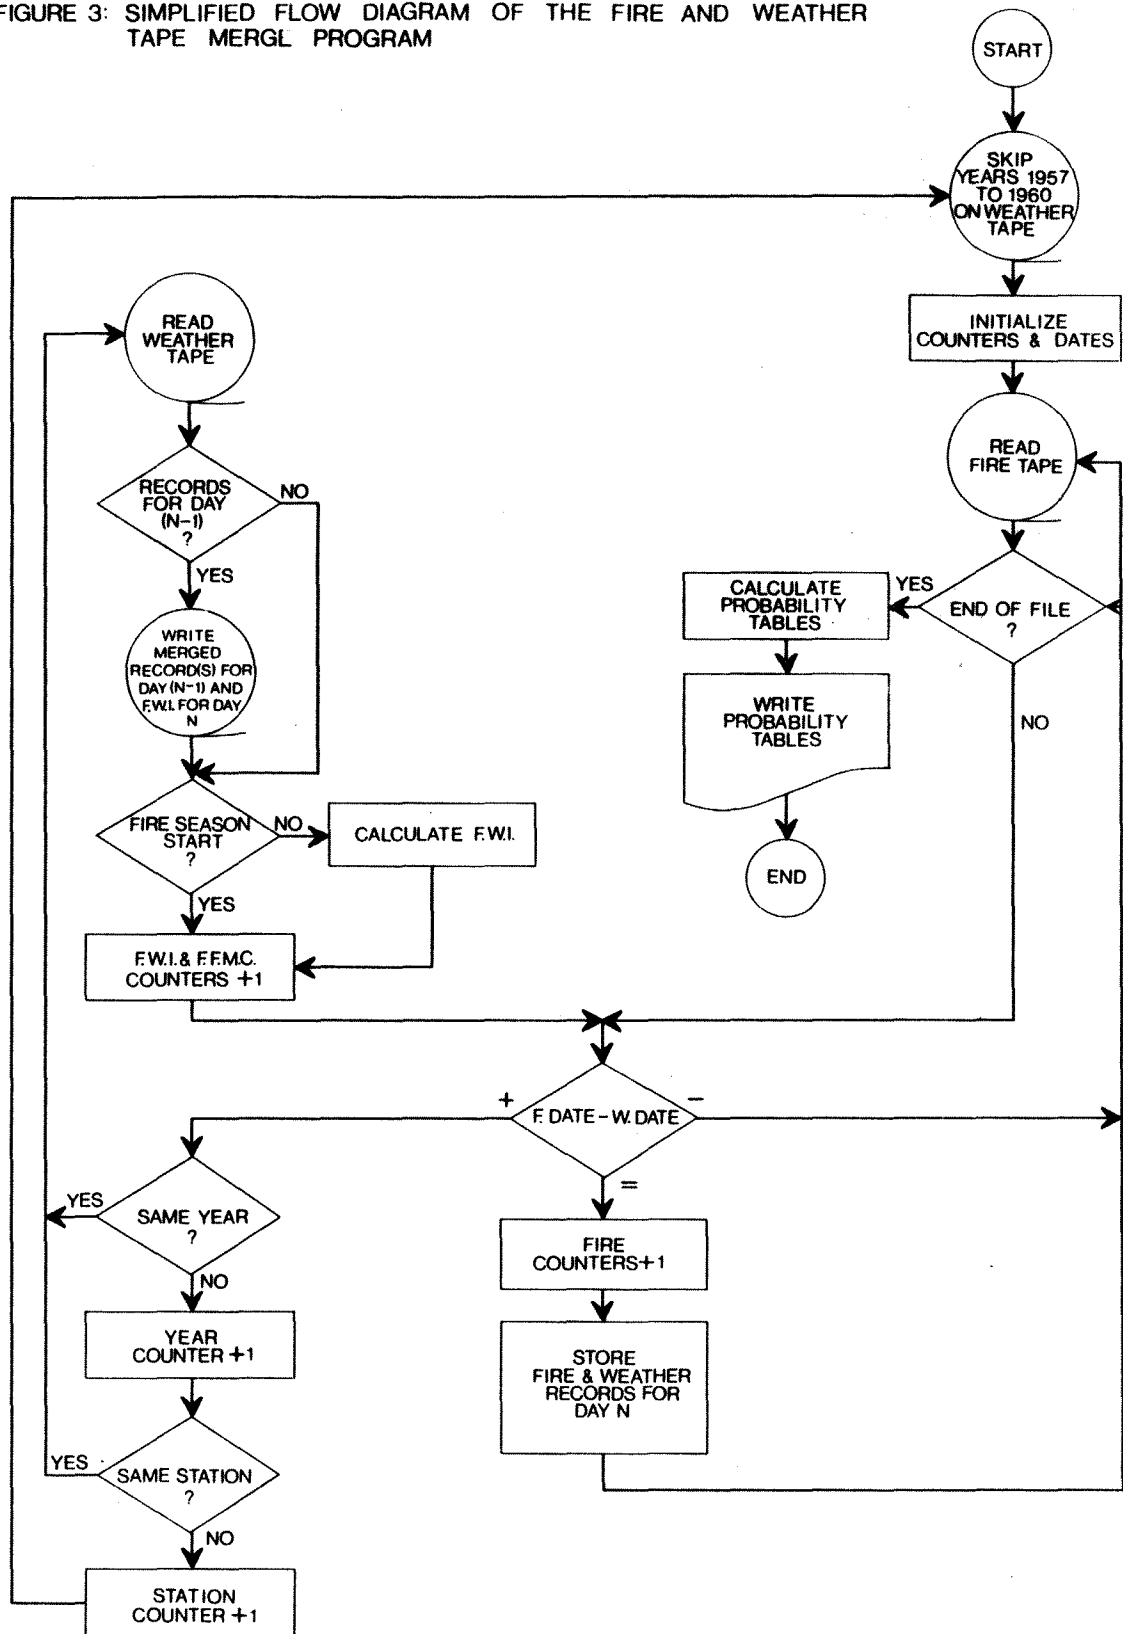 FIGURE 3: SIMPLIFIED FLOW DIAGRAM OF THE FIRE AND WEATHER
TAPE MERGL PROGRAM
START
SKIP
YEARS 1957
TO 1960
ON WEATHER
TAPE
INITIALIZE
COUNTERS & DATES
READ
FIRE TAPE
END OF FILE
?
YES
NO
CALCULATE
PROBABILITY
TABLES
WRITE
PROBABILITY
TABLES
END
READ
WEATHER
TAPE
RECORDS
FOR DAY
(N-1)
?
NO
YES
WRITE
MERGED
RECORD(S) FOR
DAY (N-1) AND
F.W.I. FOR DAY
N
FIRE SEASON
START
?
NO
CALCULATE F.W.I.
YES
F.W.I. & F.F.M.C.
COUNTERS +1
+
F. DATE - W. DATE
-
=
FIRE
COUNTERS+1
STORE
FIRE & WEATHER
RECORDS FOR
DAY N
YES
SAME YEAR
?
NO
YEAR
COUNTER +1
YES
SAME STATION
?
NO
STATION
COUNTER +1